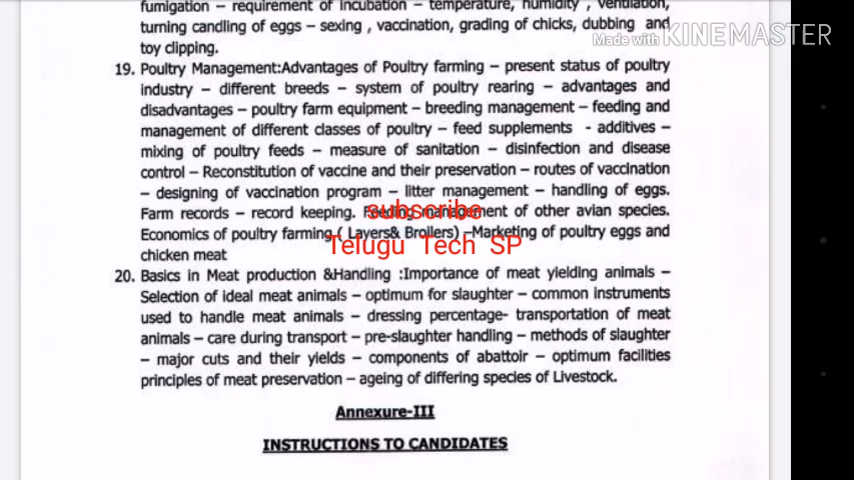 fumigation – requirement of incubation – temperature, humidity , ventilation,
turning candling of eggs – sexing , vaccination, grading of chicks, dubbing and
toy clipping.
Made with KINEMASTER
19. Poultry Management:Advantages of Poultry farming – present status of poultry
industry – different breeds – system of poultry rearing – advantages and
disadvantages – poultry farm equipment – breeding management – feeding and
management of different classes of poultry – feed supplements - additives –
mixing of poultry feeds – measure of sanitation – disinfection and disease
control – Reconstitution of vaccine and their preservation – routes of vaccination
– designing of vaccination program – litter management – handling of eggs.
Farm records – record keeping. Feeding management of other avian species.
subscribe
Economics of poultry farming ( Layers& Broilers) –Marketing of poultry eggs and
Telugu Tech SP
chicken meat
20. Basics in Meat production &Handling :Importance of meat yielding animals –
Selection of ideal meat animals – optimum for slaughter – common instruments
used to handle meat animals – dressing percentage- transportation of meat
animals – care during transport – pre-slaughter handling – methods of slaughter
– major cuts and their yields – components of abattoir – optimum facilities
principles of meat preservation – ageing of differing species of Livestock.
Annexure-III
INSTRUCTIONS TO CANDIDATES